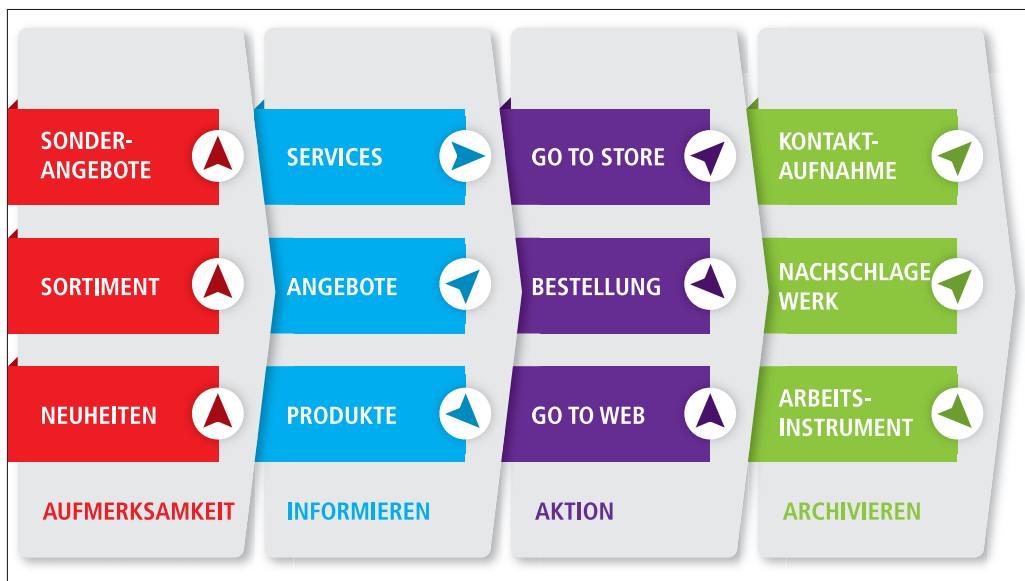 SONDER-
ANGEBOTE
SORTIMENT
NEUHEITEN
AUFMERKSAMKEIT
SERVICES
ANGEBOTE
PRODUKTE
INFORMIEREN
GO TO STORE
BESTELLUNG
GO TO WEB
AKTION
KONTAKT-
AUFNAHME
NACHSCHLAGE
WERK
ARBEITS-
INSTRUMENT
ARCHIVIEREN